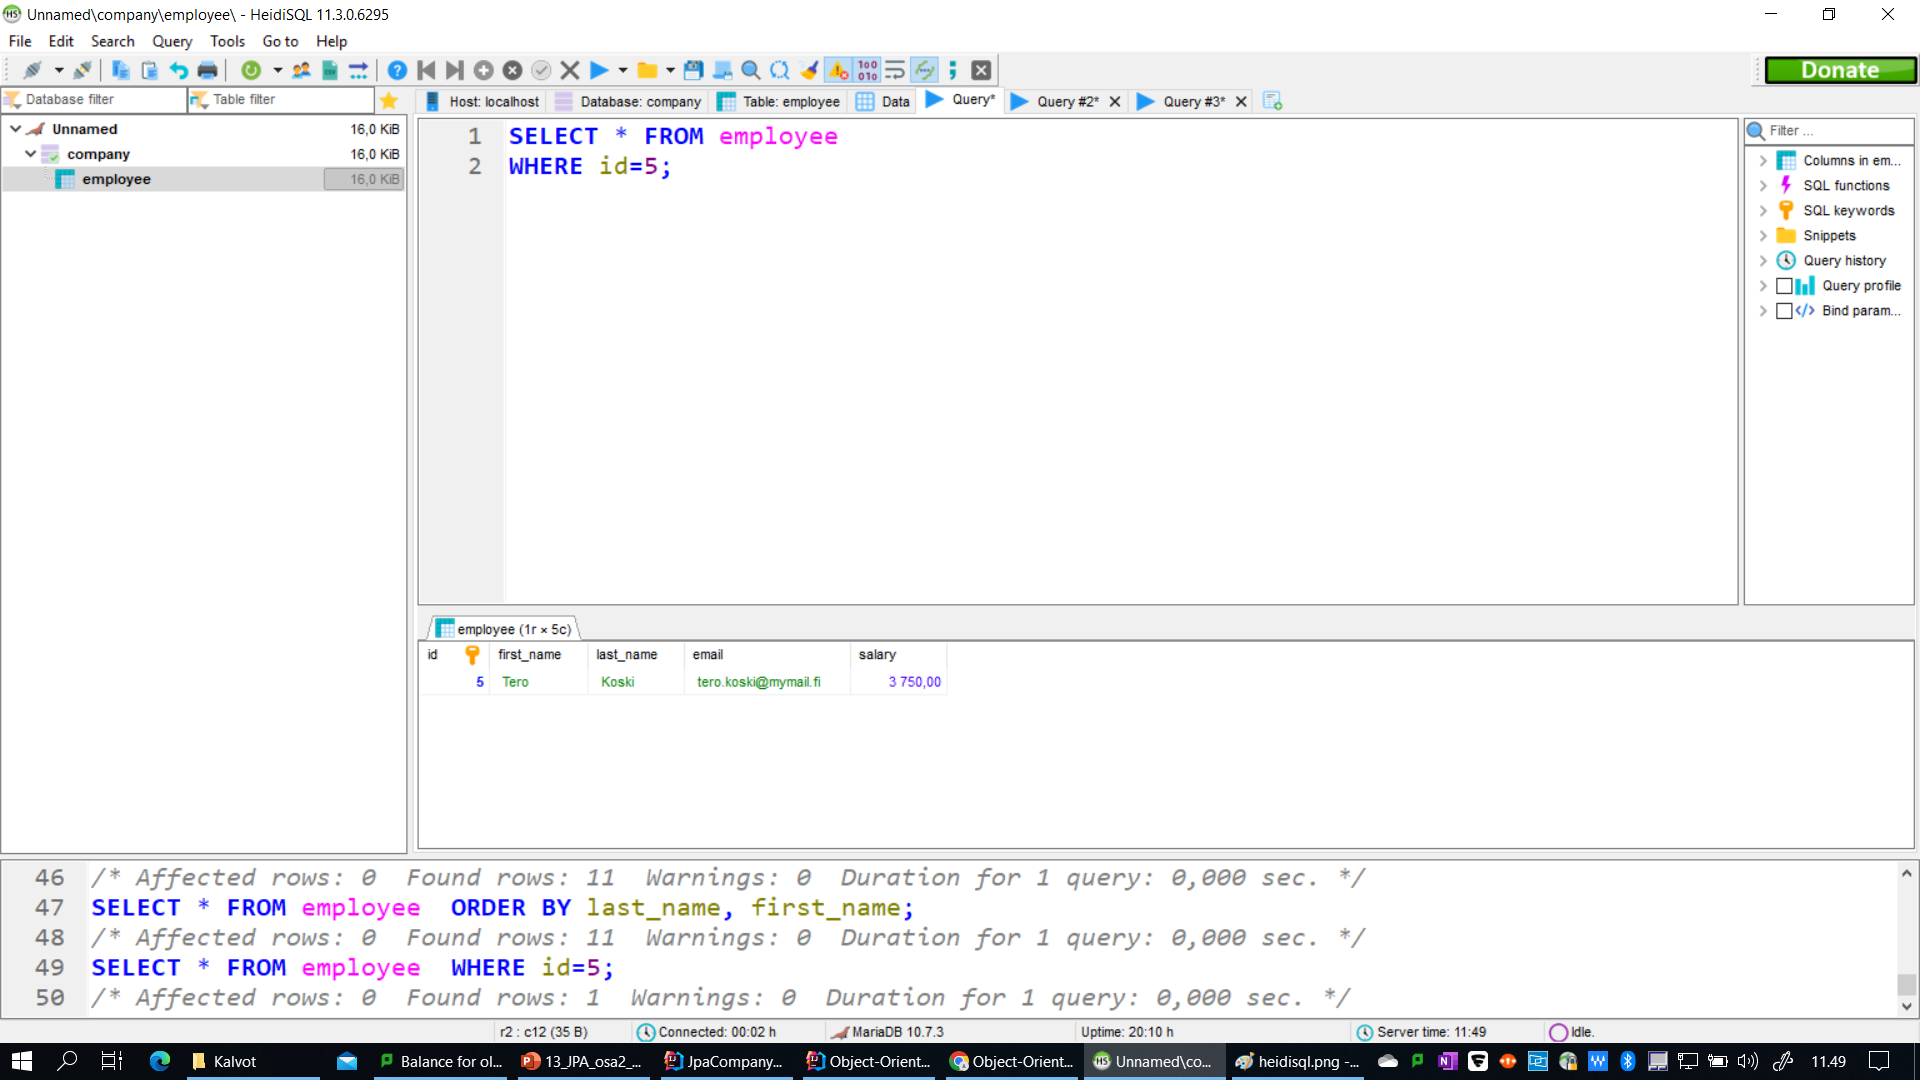 Unnamed\company\employee\ - HeidiSQL 11.3.0.6295
File Edit Search Query Tools Go to Help
Donate
Database filter Table filter
Host: localhost Database: company Table: employee Data Query* Query #2* Query #3*
Unnamed 16,0 KiB
company 16,0 KiB
employee 16,0 KiB
1 SELECT * FROM employee
2 WHERE id=5;
Filter ...
Columns in em...
SQL functions
SQL keywords
Snippets
Query history
Query profile
Bind param...
employee (1r × 5c)
id first_name last_name email salary
5 Tero Koski tero.koski@mymail.fi 3 750,00
46 /* Affected rows: 0 Found rows: 11 Warnings: 0 Duration for 1 query: 0,000 sec. */
47 SELECT * FROM employee ORDER BY last_name, first_name;
48 /* Affected rows: 0 Found rows: 11 Warnings: 0 Duration for 1 query: 0,000 sec. */
49 SELECT * FROM employee WHERE id=5;
50 /* Affected rows: 0 Found rows: 1 Warnings: 0 Duration for 1 query: 0,000 sec. */
r2 : c12 (35 B) Connected: 00:02 h MariaDB 10.7.3 Uptime: 20:10 h Server time: 11:49 Idle.
Kalvot Balance for ol... 13_JPA_osa2_... JpaCompany... Object-Orient... Object-Orient... Unnamed\co... heidisql.png -... 11.49